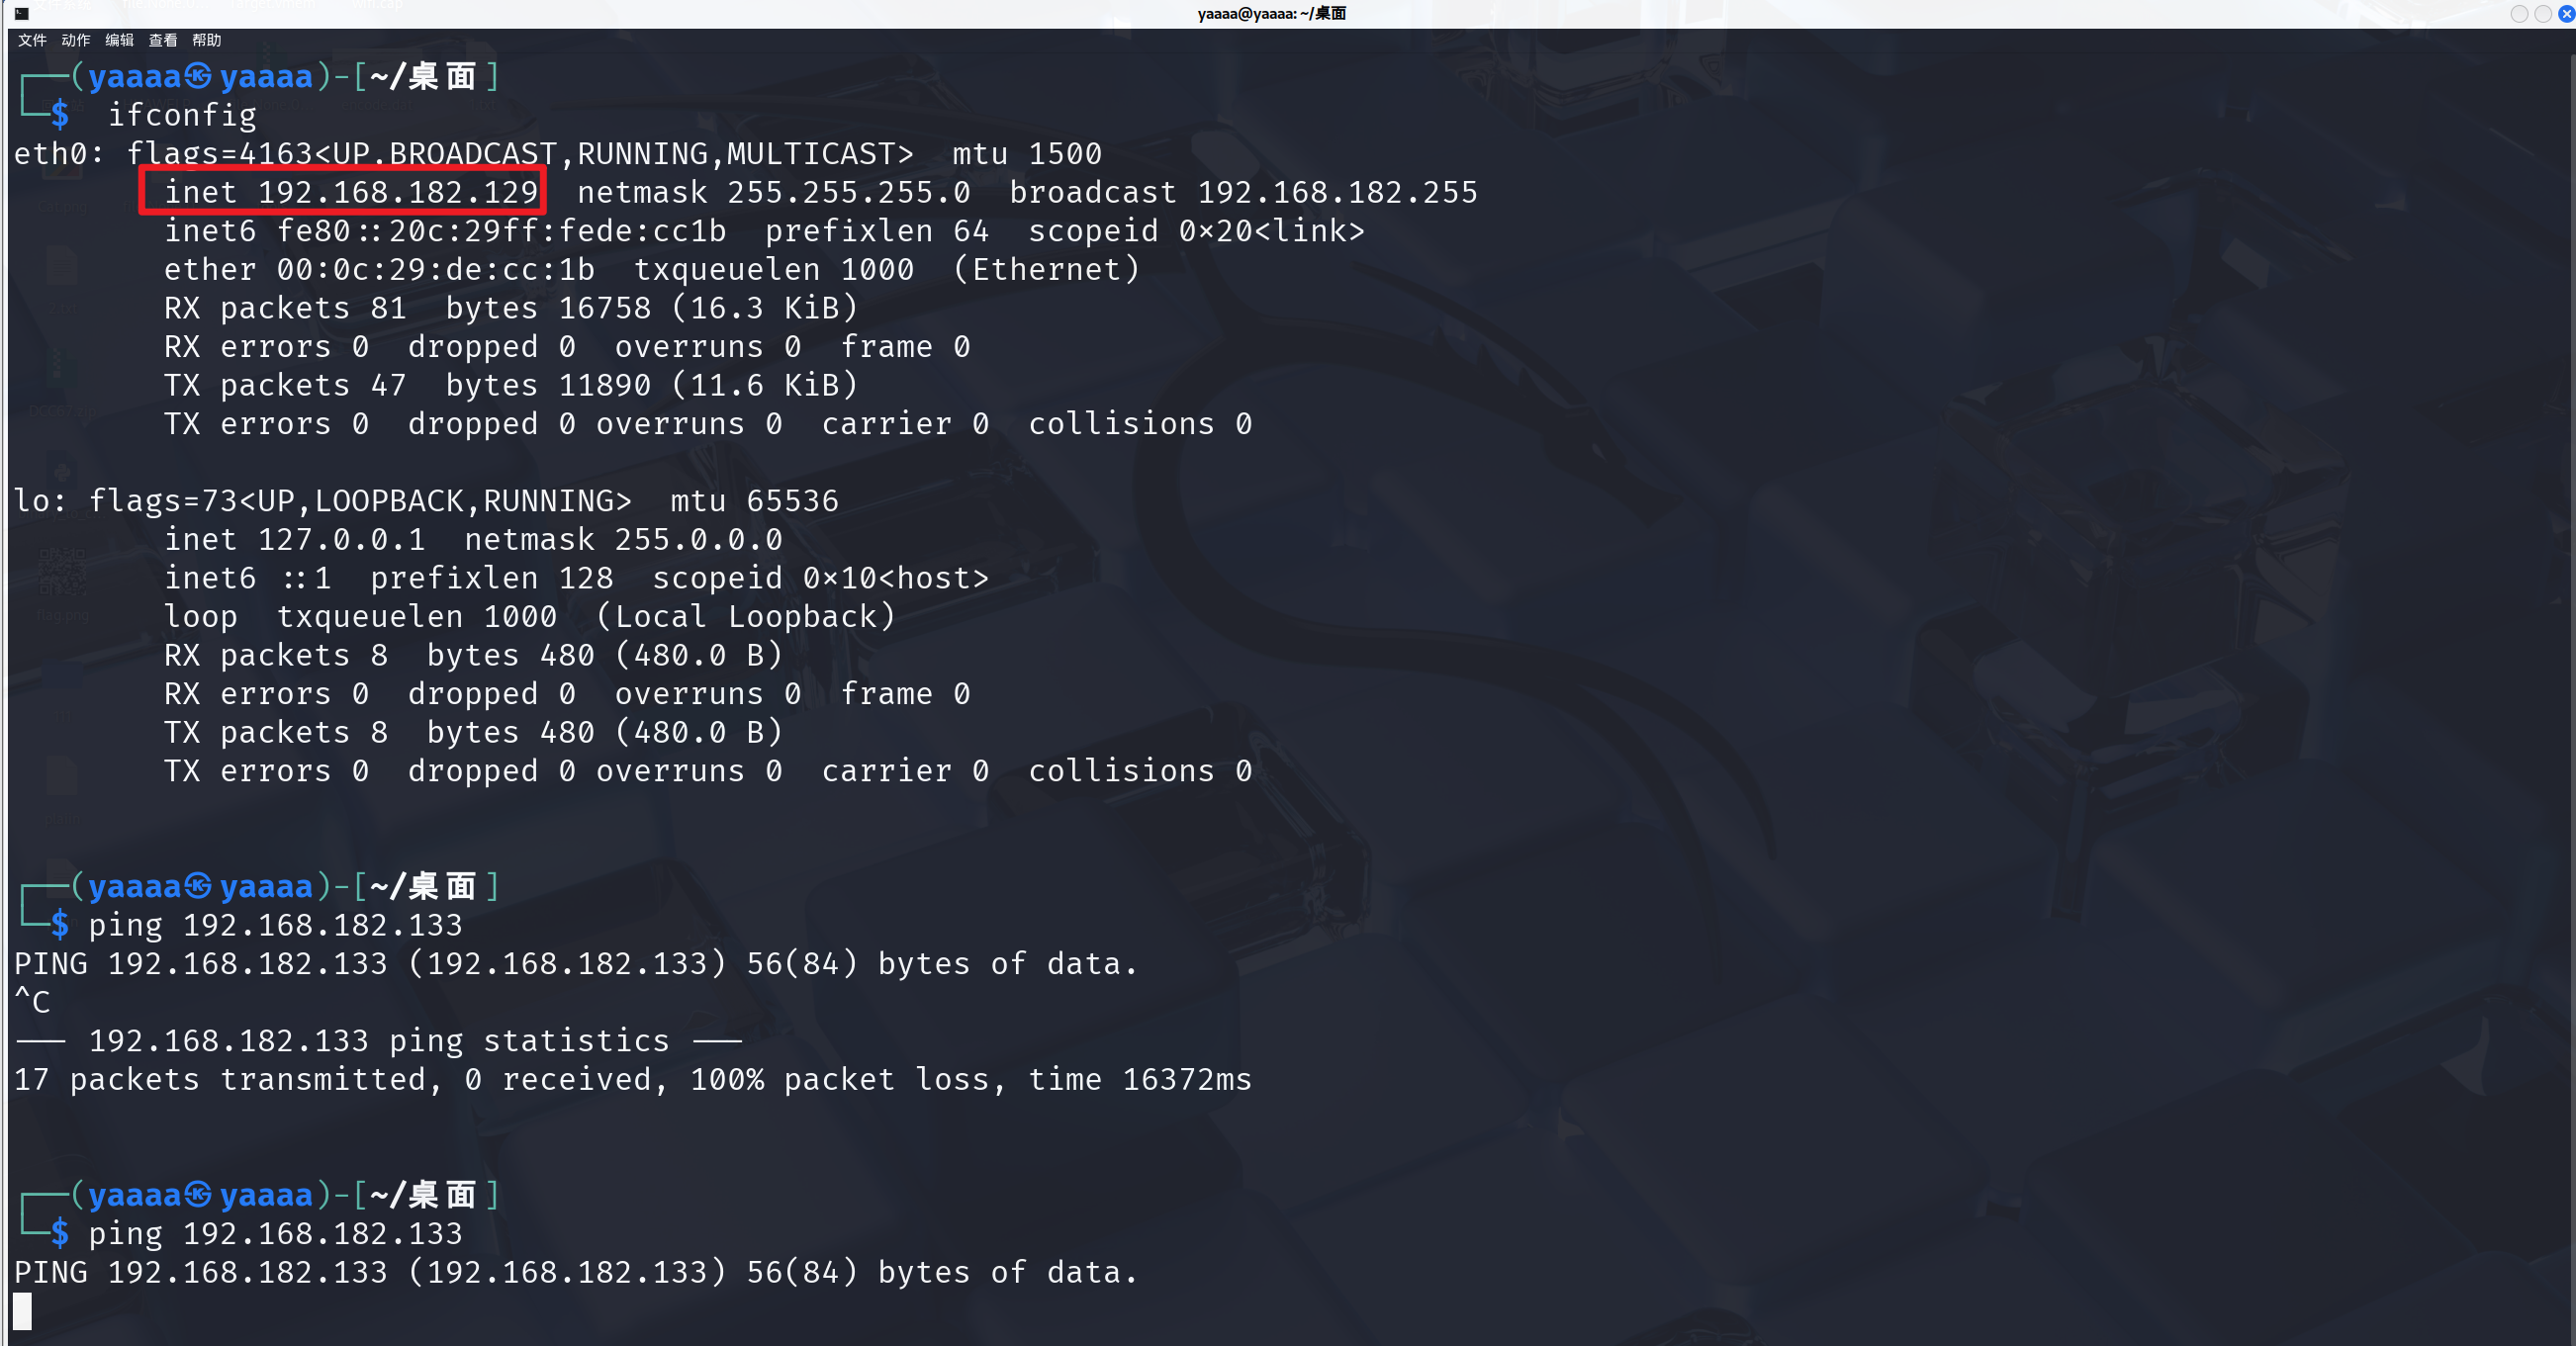 yaaaa@yaaaa: ~/桌面
文件 动作 编辑 查看 帮助
┌──(yaaaa㉿yaaaa)-[~/桌面]
└─$  ifconfig
eth0: flags=4163<UP,BROADCAST,RUNNING,MULTICAST>  mtu 1500
        inet 192.168.182.129  netmask 255.255.255.0  broadcast 192.168.182.255
        inet6 fe80::20c:29ff:fede:cc1b  prefixlen 64  scopeid 0×20<link>
        ether 00:0c:29:de:cc:1b  txqueuelen 1000  (Ethernet)
        RX packets 81  bytes 16758 (16.3 KiB)
        RX errors 0  dropped 0  overruns 0  frame 0
        TX packets 47  bytes 11890 (11.6 KiB)
        TX errors 0  dropped 0 overruns 0  carrier 0  collisions 0
lo: flags=73<UP,LOOPBACK,RUNNING>  mtu 65536
        inet 127.0.0.1  netmask 255.0.0.0
        inet6 ::1  prefixlen 128  scopeid 0×10<host>
        loop  txqueuelen 1000  (Local Loopback)
        RX packets 8  bytes 480 (480.0 B)
        RX errors 0  dropped 0  overruns 0  frame 0
        TX packets 8  bytes 480 (480.0 B)
        TX errors 0  dropped 0 overruns 0  carrier 0  collisions 0
┌──(yaaaa㉿yaaaa)-[~/桌面]
└─$ ping 192.168.182.133
PING 192.168.182.133 (192.168.182.133) 56(84) bytes of data.
^C
--- 192.168.182.133 ping statistics ---
17 packets transmitted, 0 received, 100% packet loss, time 16372ms
┌──(yaaaa㉿yaaaa)-[~/桌面]
└─$ ping 192.168.182.133
PING 192.168.182.133 (192.168.182.133) 56(84) bytes of data.